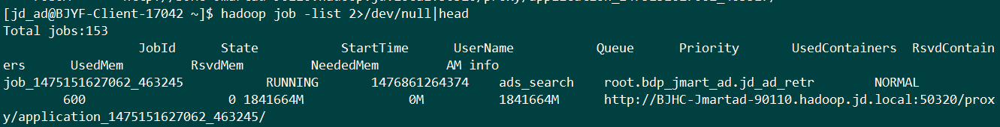 [jd_ad@BJYF-Client-17042 ~]$ hadoop job -list 2>/dev/null|head
Total jobs:153
JobId State StartTime UserName Queue Priority UsedContainers RsvdContain
ers UsedMem RsvdMem NeededMem AM info
job_1475151627062_463245 RUNNING 1476861264374 ads_search root.bdp_jmart_ad.jd_ad_retr NORMAL
600 0 1841664M 0M 1841664M http://BJHC-Jmartad-90110.hadoop.jd.local:50320/prox
y/application_1475151627062_463245/